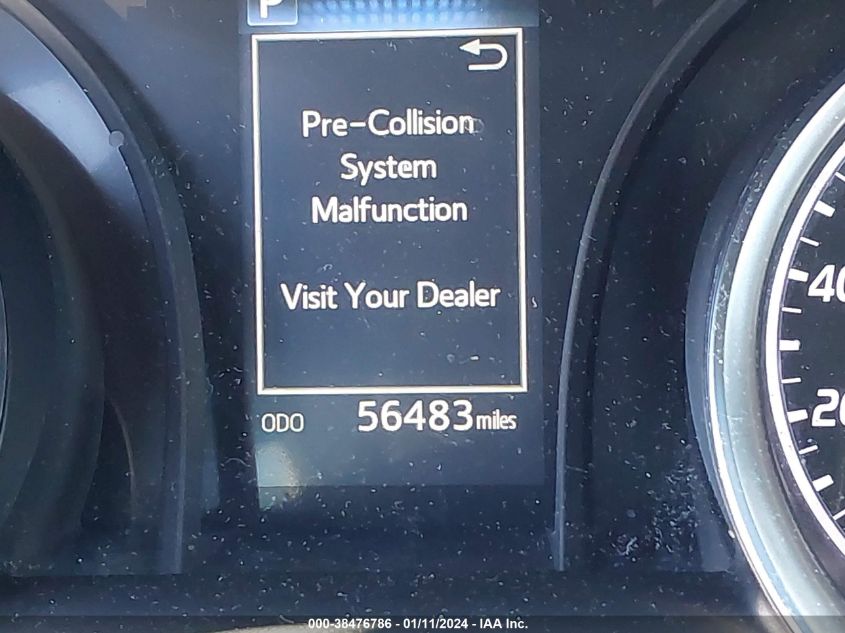 P
Pre-Collision
System
Malfunction
Visit Your Dealer
ODO 56483 miles
40
20
000-38476786 - 01/11/2024 - IAA Inc.